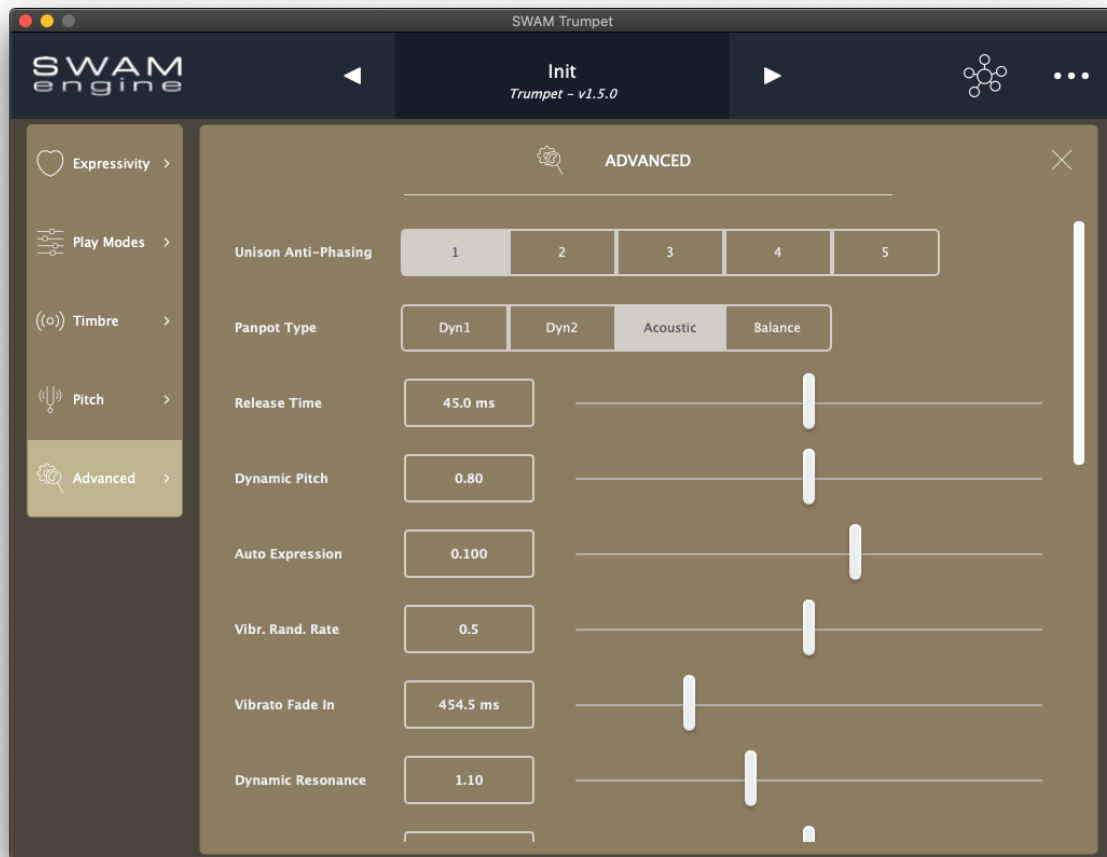 SWAM Trumpet
SWAM
engine
Init
Trumpet – v1.5.0
Expressivity
Play Modes
Timbre
Pitch
Advanced
ADVANCED
Unison Anti-Phasing 1 2 3 4 5
Panpot Type Dyn1 Dyn2 Acoustic Balance
Release Time 45.0 ms
Dynamic Pitch 0.80
Auto Expression 0.100
Vibr. Rand. Rate 0.5
Vibrato Fade In 454.5 ms
Dynamic Resonance 1.10